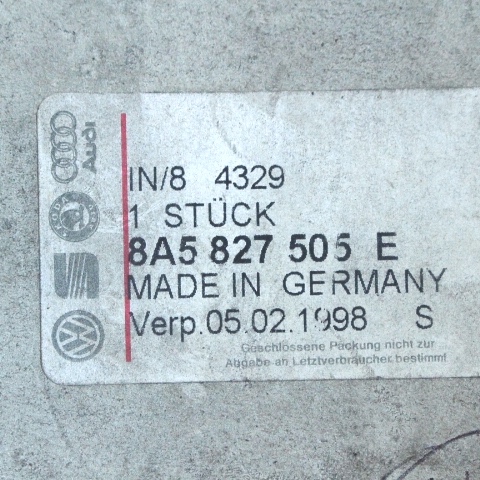 Audi
IN/8 4329
1 STÜCK
8A5 827 505 E
MADE IN GERMANY
Verp.05.02.1998 S
Geschlossene Packung nicht zur
Abgabe an Letztverbraucher bestimmt